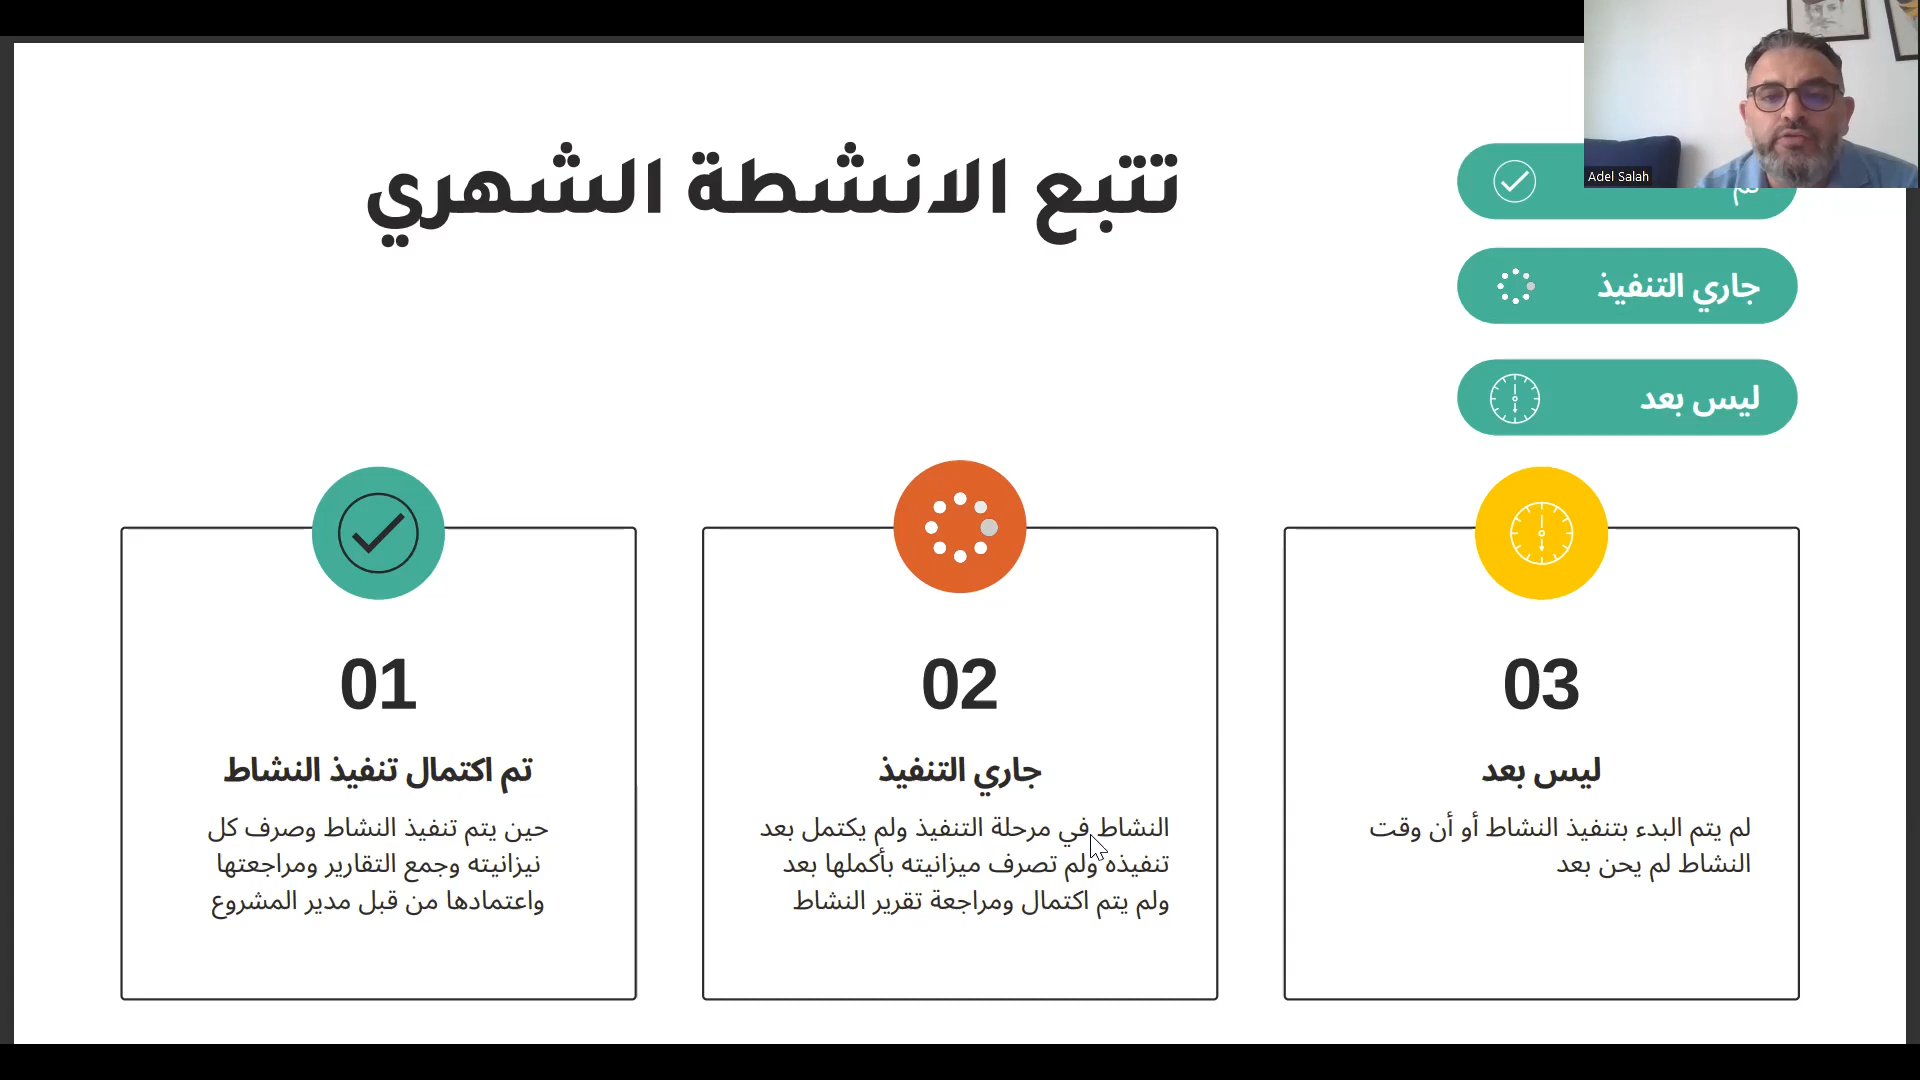 Adel Salah
تتبع الانشطة الشهري
تم
جاري التنفيذ
ليس بعد
01
تم اكتمال تنفيذ النشاط
حين يتم تنفيذ النشاط وصرف كل
نيزانيته وجمع التقارير ومراجعتها
واعتمادها من قبل مدير المشروع
02
جاري التنفيذ
النشاط في مرحلة التنفيذ ولم يكتمل بعد
تنفيذه ولم تصرف ميزانيته بأكملها بعد
ولم يتم اكتمال ومراجعة تقرير النشاط
03
ليس بعد
لم يتم البدء بتنفيذ النشاط أو أن وقت
النشاط لم يحن بعد